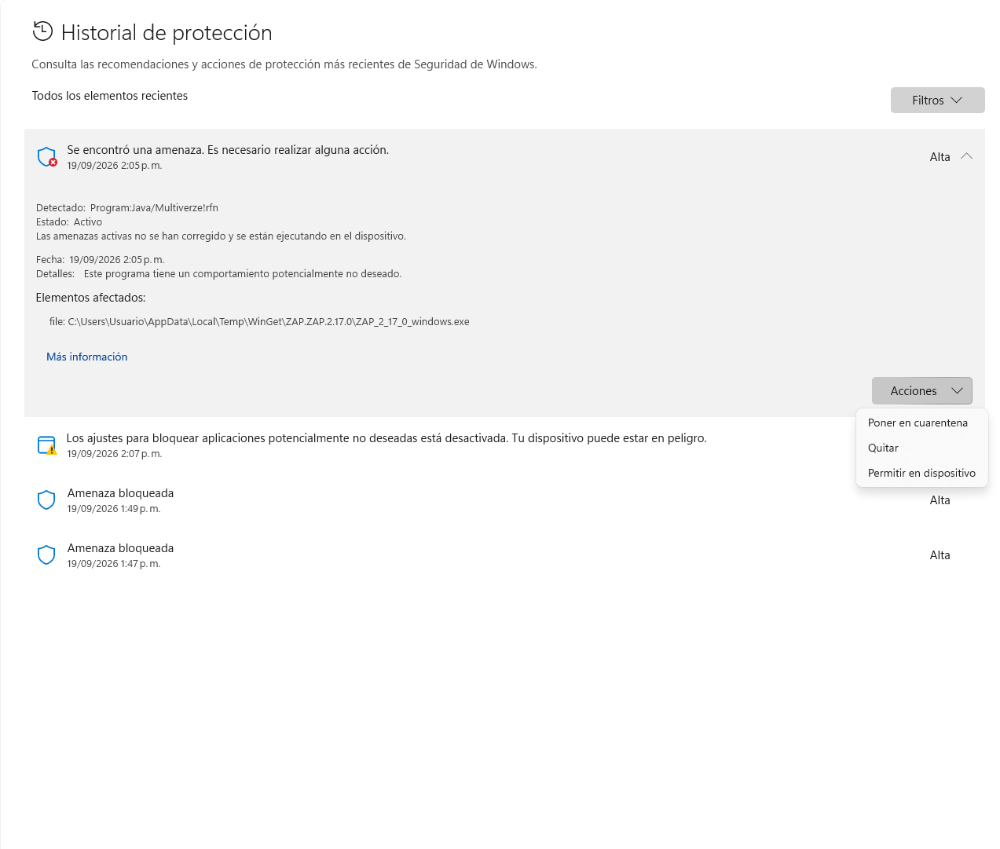 Historial de protección
Consulta las recomendaciones y acciones de protección más recientes de Seguridad de Windows.
Todos los elementos recientes
Filtros
Se encontró una amenaza. Es necesario realizar alguna acción.
19/09/2026 2:05 p. m.
Alta
Detectado: Program:Java/Multiverze!rfn
Estado: Activo
Las amenazas activas no se han corregido y se están ejecutando en el dispositivo.
Fecha: 19/09/2026 2:05 p. m.
Detalles: Este programa tiene un comportamiento potencialmente no deseado.
Elementos afectados:
file: C:\Users\Usuario\AppData\Local\Temp\WinGet\ZAP.ZAP.2.17.0\ZAP_2_17_0_windows.exe
Más información
Acciones
Poner en cuarentena
Quitar
Permitir en dispositivo
Los ajustes para bloquear aplicaciones potencialmente no deseadas está desactivada. Tu dispositivo puede estar en peligro.
19/09/2026 2:07 p. m.
Amenaza bloqueada
19/09/2026 1:49 p. m.
Alta
Amenaza bloqueada
19/09/2026 1:47 p. m.
Alta